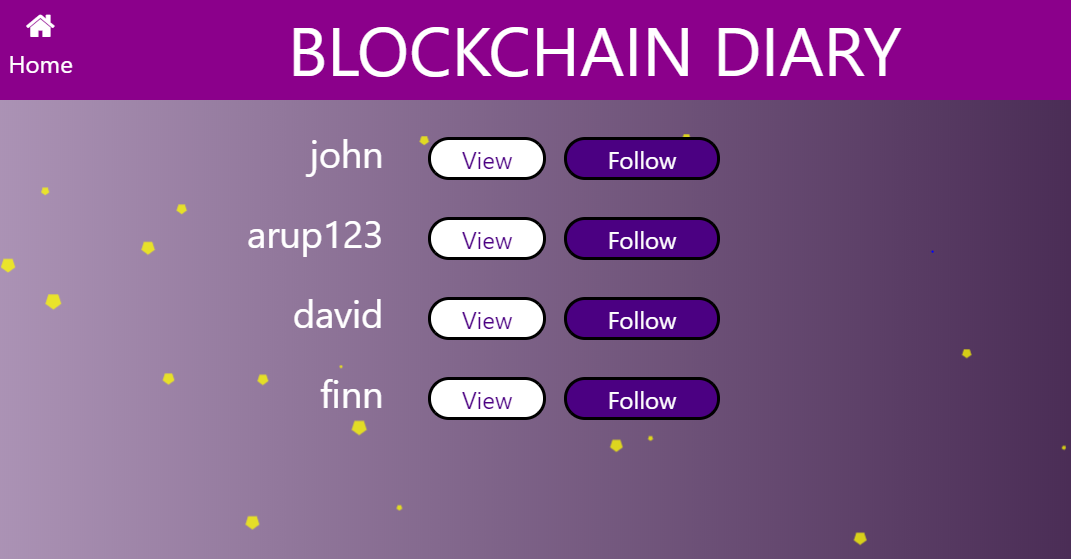 Home
BLOCKCHAIN DIARY
john View Follow
arup123 View Follow
david View Follow
finn View Follow